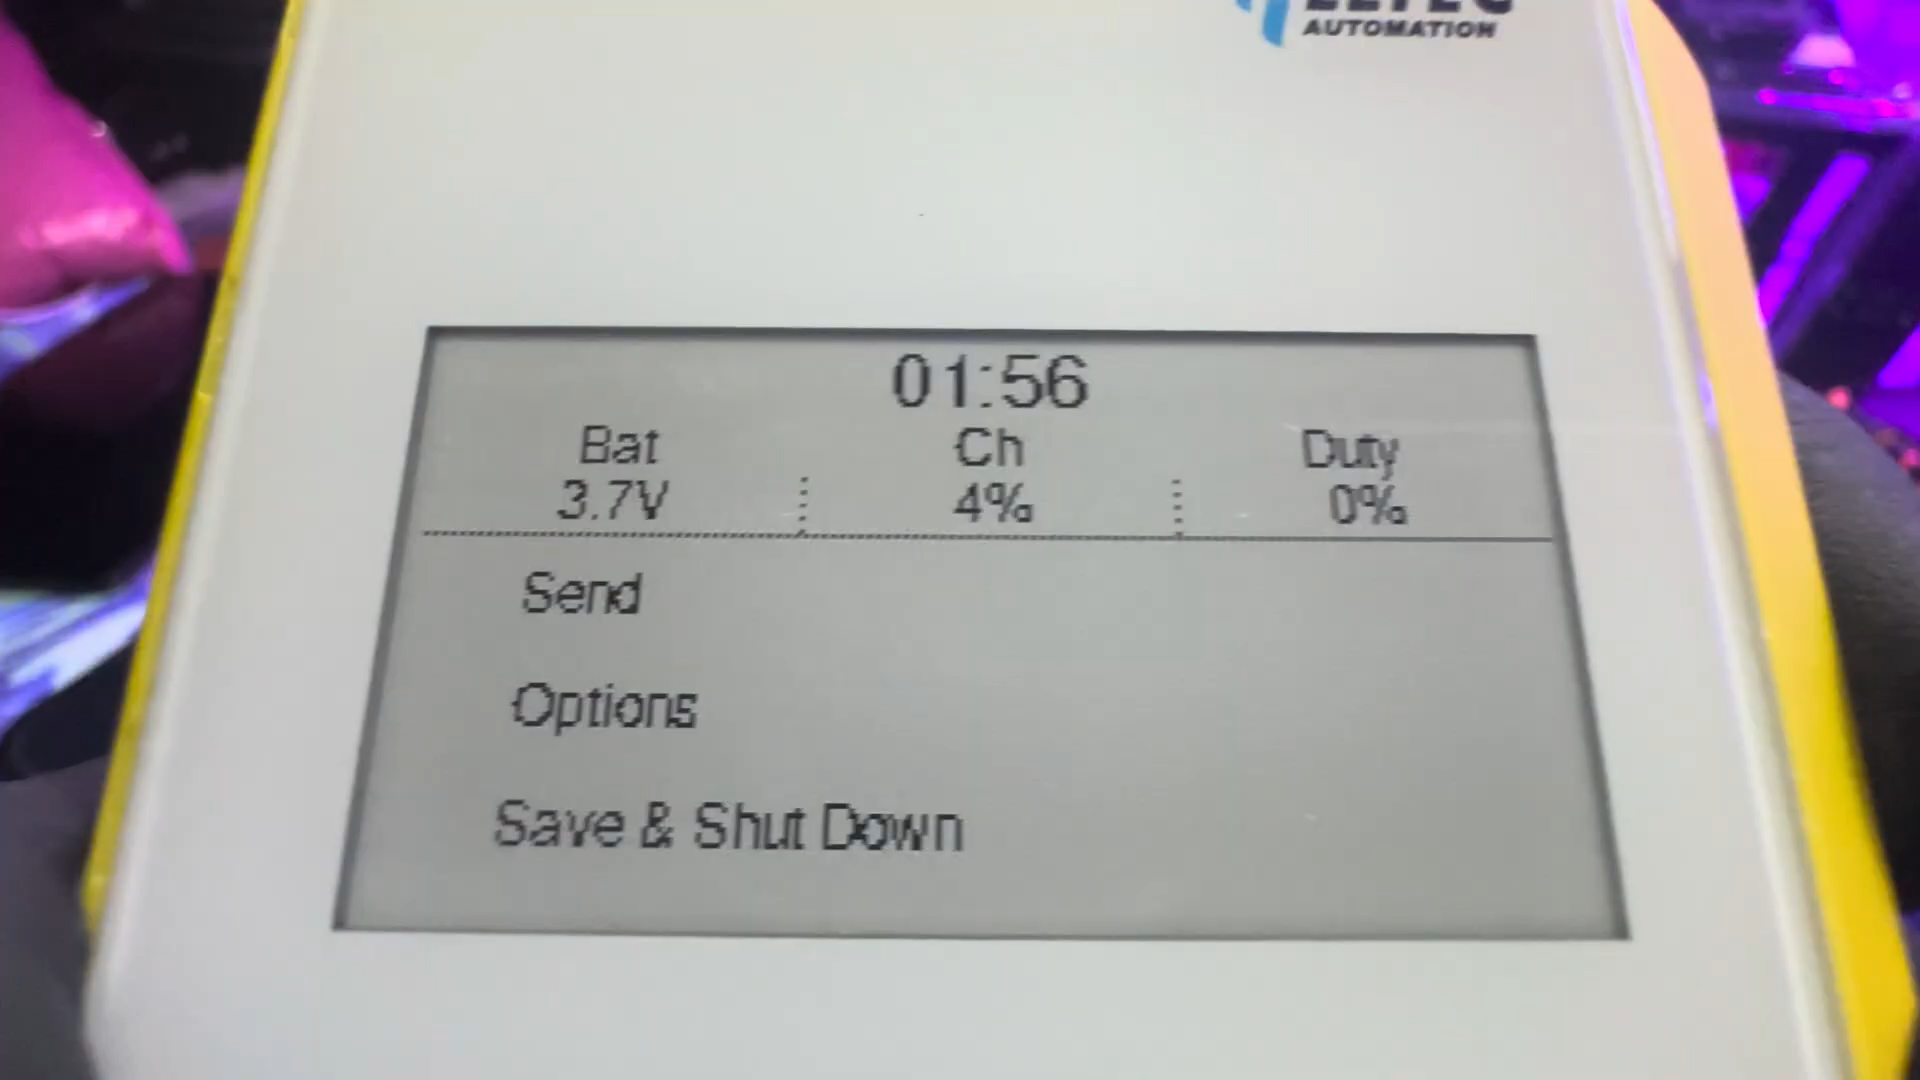 AUTOMATION
01:56
Bat Ch Duty
3.7V 4% 0%
Send
Options
Save & Shut Down